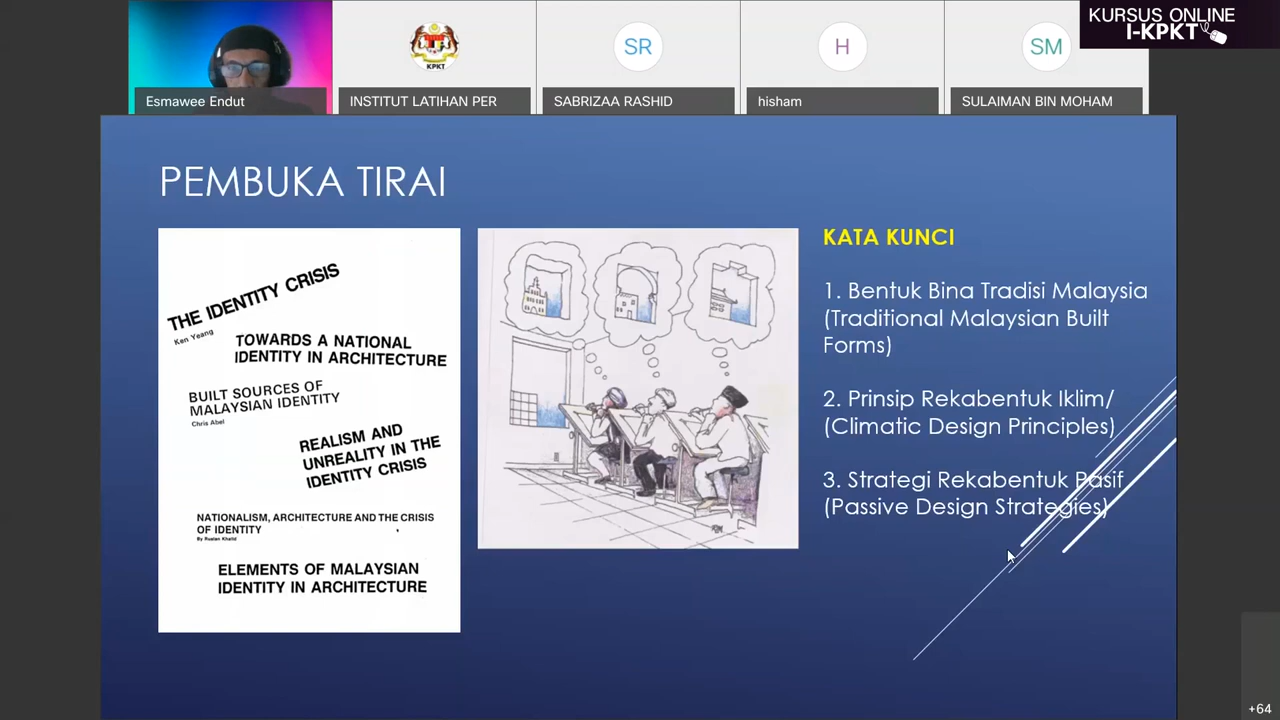 KURSUS ONLINE
I-KPKT
KPKT
SR
H
SM
Esmawee Endut
INSTITUT LATIHAN PER
SABRIZAA RASHID
hisham
SULAIMAN BIN MOHAM
PEMBUKA TIRAI
THE IDENTITY CRISIS
Ken Yeang
TOWARDS A NATIONAL
IDENTITY IN ARCHITECTURE
BUILT SOURCES OF
MALAYSIAN IDENTITY
Chris Abel
REALISM AND
UNREALITY IN THE
IDENTITY CRISIS
NATIONALISM, ARCHITECTURE AND THE CRISIS
OF IDENTITY
By Ruslan Khalid
ELEMENTS OF MALAYSIAN
IDENTITY IN ARCHITECTURE
KATA KUNCI
1. Bentuk Bina Tradisi Malaysia
(Traditional Malaysian Built
Forms)
2. Prinsip Rekabentuk Iklim/
(Climatic Design Principles)
3. Strategi Rekabentuk Pasif
(Passive Design Strategies)
+64